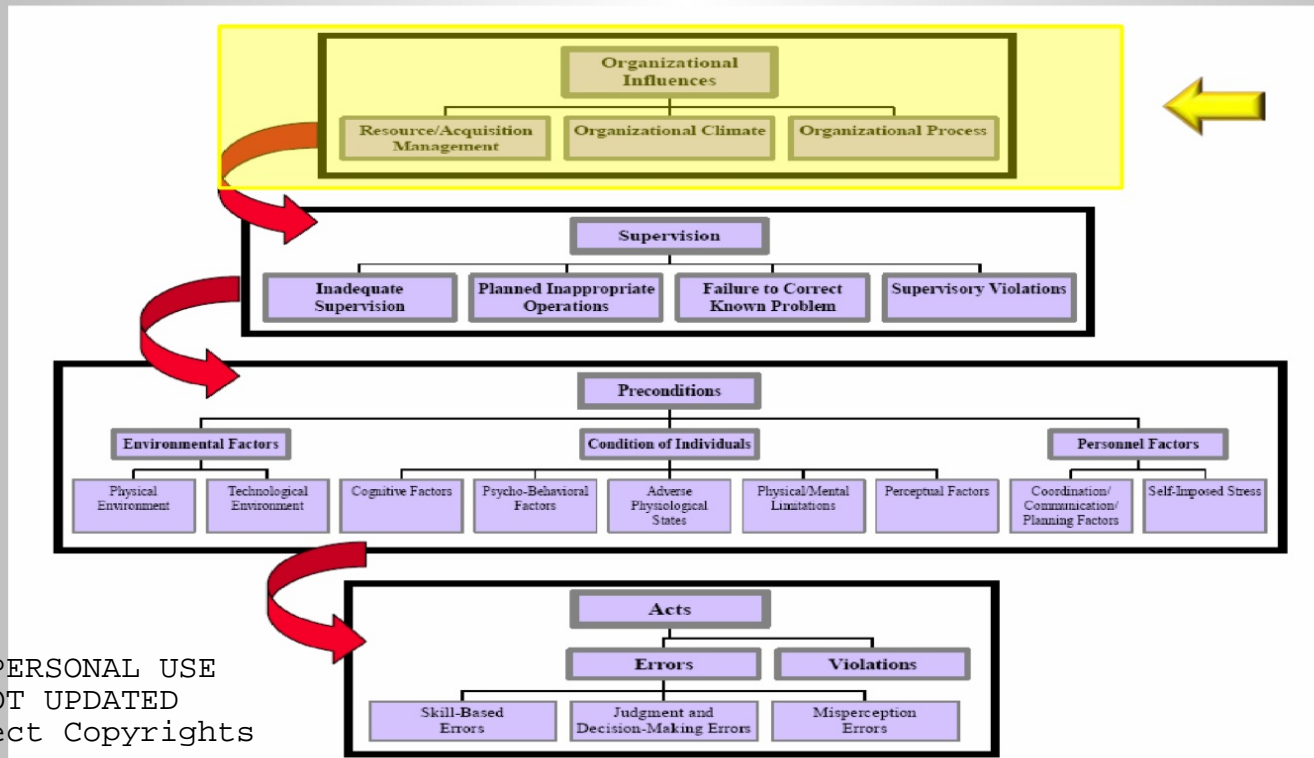 Organizational
Influences
Resource/Acquisition
Management
Organizational Climate
Organizational Process
Supervision
Inadequate
Supervision
Planned Inappropriate
Operations
Failure to Correct
Known Problem
Supervisory Violations
Preconditions
Environmental Factors
Condition of Individuals
Personnel Factors
Physical
Environment
Technological
Environment
Cognitive Factors
Psycho-Behavioral
Factors
Adverse
Physiological
States
Physical/Mental
Limitations
Perceptual Factors
Coordination/
Communication/
Planning Factors
Self-Imposed Stress
Acts
Errors
Violations
Skill-Based
Errors
Judgment and
Decision-Making Errors
Misperception
Errors
PERSONAL USE
UPDATED
Copyrights